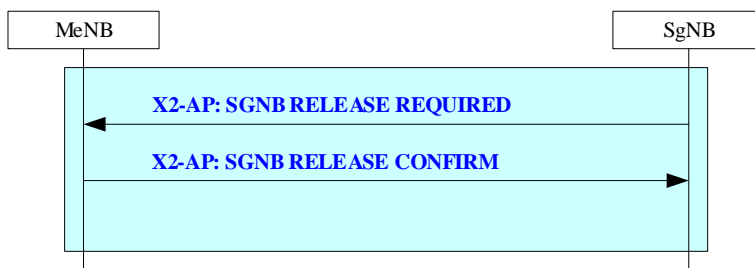 MeNB
SgNB
X2-AP: SGNB RELEASE REQUIRED
X2-AP: SGNB RELEASE CONFIRM